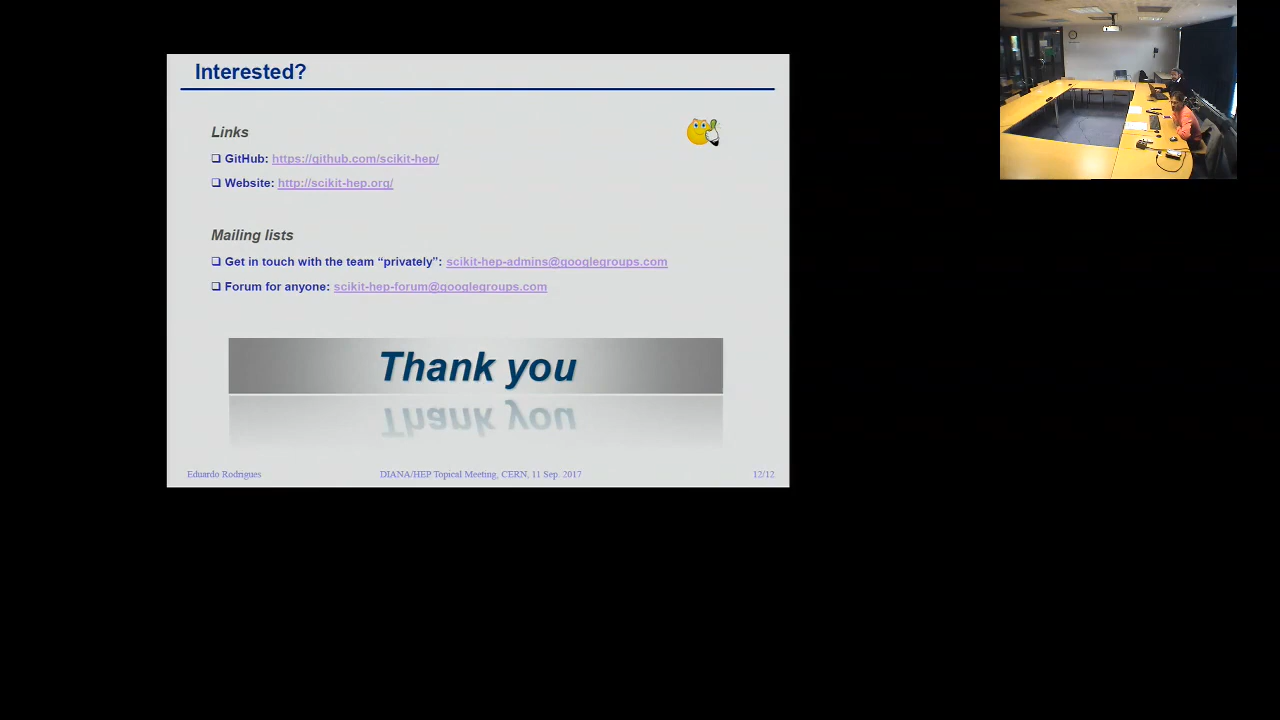 Interested?
Links
GitHub: https://github.com/scikit-hep/
Website: http://scikit-hep.org/
Mailing lists
Get in touch with the team “privately”: scikit-hep-admins@googlegroups.com
Forum for anyone: scikit-hep-forum@googlegroups.com
Thank you
Thank you
Eduardo Rodrigues DIANA/HEP Topical Meeting, CERN, 11 Sep. 2017 12/12